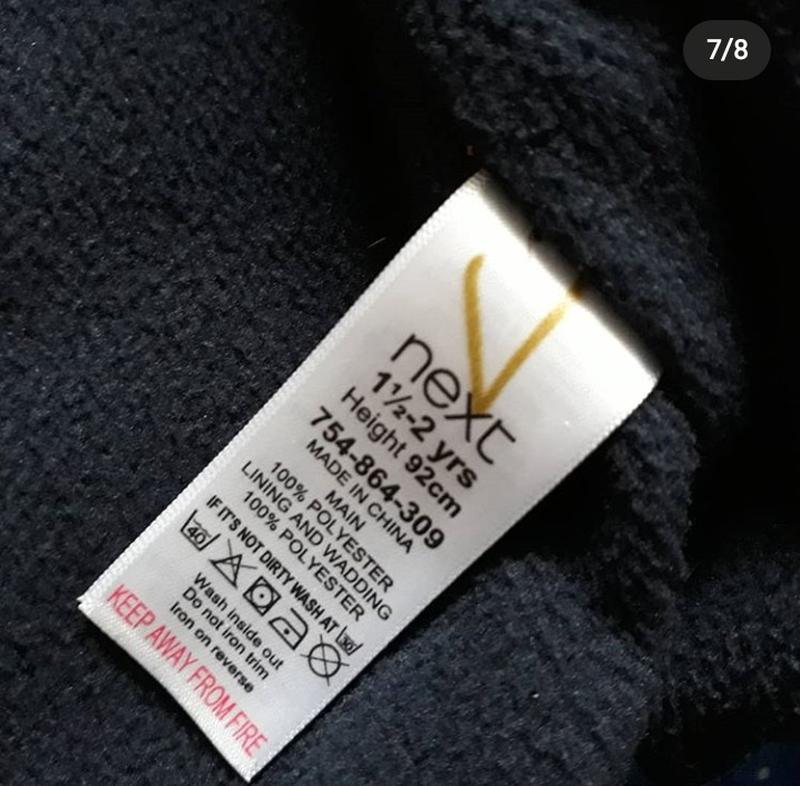 7/8
next
1½-2 yrs
Height 92cm
754-864-309
MADE IN CHINA
MAIN
100% POLYESTER
LINING AND WADDING
100% POLYESTER
IF IT'S NOT DIRTY WASH AT 30
40
Wash inside out
Do not iron trim
Iron on reverse
KEEP AWAY FROM FIRE